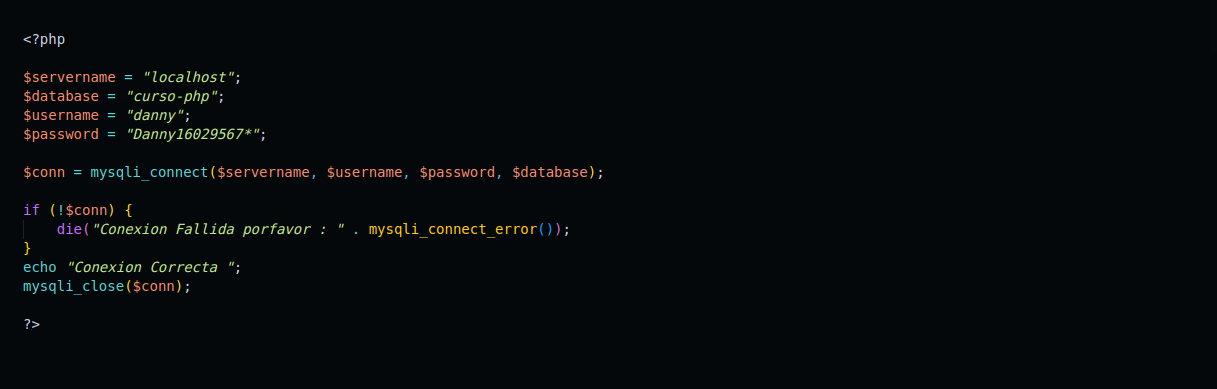 <?php
$servername = "localhost";
$database = "curso-php";
$username = "danny";
$password = "Danny16029567*";
$conn = mysqli_connect($servername, $username, $password, $database);
if (!$conn) {
    die("Conexion Fallida porfavor : " . mysqli_connect_error());
}
echo "Conexion Correcta ";
mysqli_close($conn);
?>